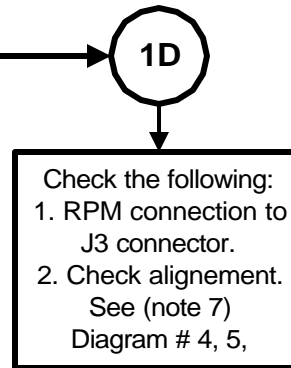 1D
Check the following:
1. RPM connection to
J3 connector.
2. Check alignement.
See (note 7)
Diagram # 4, 5,